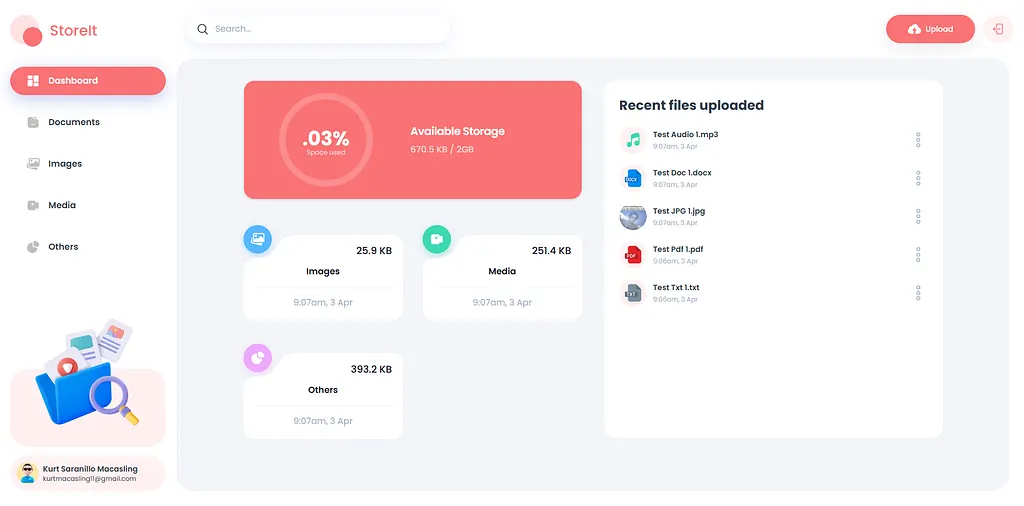 StoreIt
Search...
Upload
Dashboard
Documents
Images
Media
Others
Kurt Saranillo Macasling
kurtmacasling11@gmail.com
.03%
Space used
Available Storage
670.5 KB / 2GB
25.9 KB
Images
9:07am, 3 Apr
251.4 KB
Media
9:07am, 3 Apr
393.2 KB
Others
9:07am, 3 Apr
Recent files uploaded
Test Audio 1.mp3
9:07am, 3 Apr
DOCX
Test Doc 1.docx
9:07am, 3 Apr
Test JPG 1.jpg
9:07am, 3 Apr
PDF
Test Pdf 1.pdf
9:06am, 3 Apr
TXT
Test Txt 1.txt
9:06am, 3 Apr